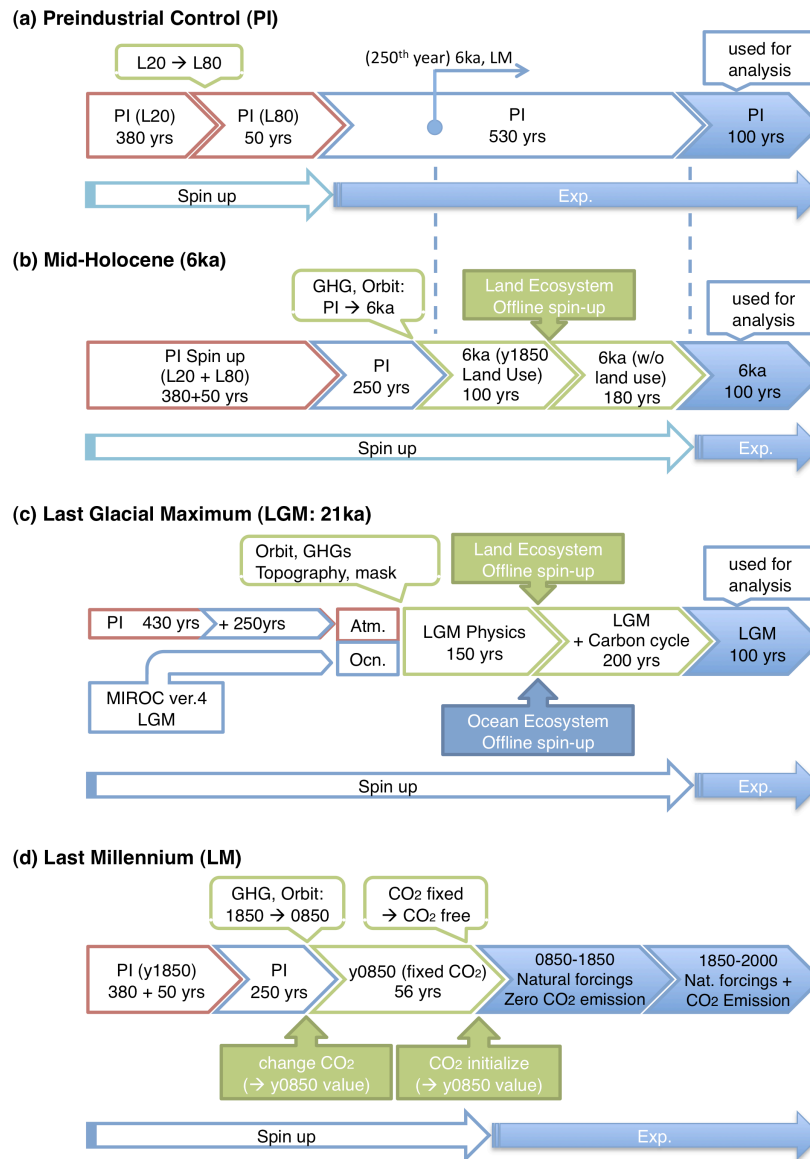 (a) Preindustrial Control (PI)
L20 → L80
(250th year) 6ka, LM
used for
analysis
PI (L20)
380 yrs
PI (L80)
50 yrs
PI
530 yrs
PI
100 yrs
Spin up
Exp.
(b) Mid-Holocene (6ka)
GHG, Orbit:
PI → 6ka
Land Ecosystem
Offline spin-up
used for
analysis
PI Spin up
(L20 + L80)
380+50 yrs
PI
250 yrs
6ka (y1850
Land Use)
100 yrs
6ka (w/o
land use)
180 yrs
6ka
100 yrs
Spin up
Exp.
(c) Last Glacial Maximum (LGM: 21ka)
Orbit, GHGs
Topography, mask
Land Ecosystem
Offline spin-up
used for
analysis
PI 430 yrs
+ 250yrs
Atm.
Ocn.
LGM Physics
150 yrs
LGM
+ Carbon cycle
200 yrs
LGM
100 yrs
MIROC ver.4
LGM
Ocean Ecosystem
Offline spin-up
Spin up
Exp.
(d) Last Millennium (LM)
GHG, Orbit:
1850 → 0850
CO2 fixed
→ CO2 free
PI (y1850)
380 + 50 yrs
PI
250 yrs
y0850 (fixed CO2)
56 yrs
0850-1850
Natural forcings
Zero CO2 emission
1850-2000
Nat. forcings +
CO2 Emission
change CO2
(→ y0850 value)
CO2 initialize
(→ y0850 value)
Spin up
Exp.